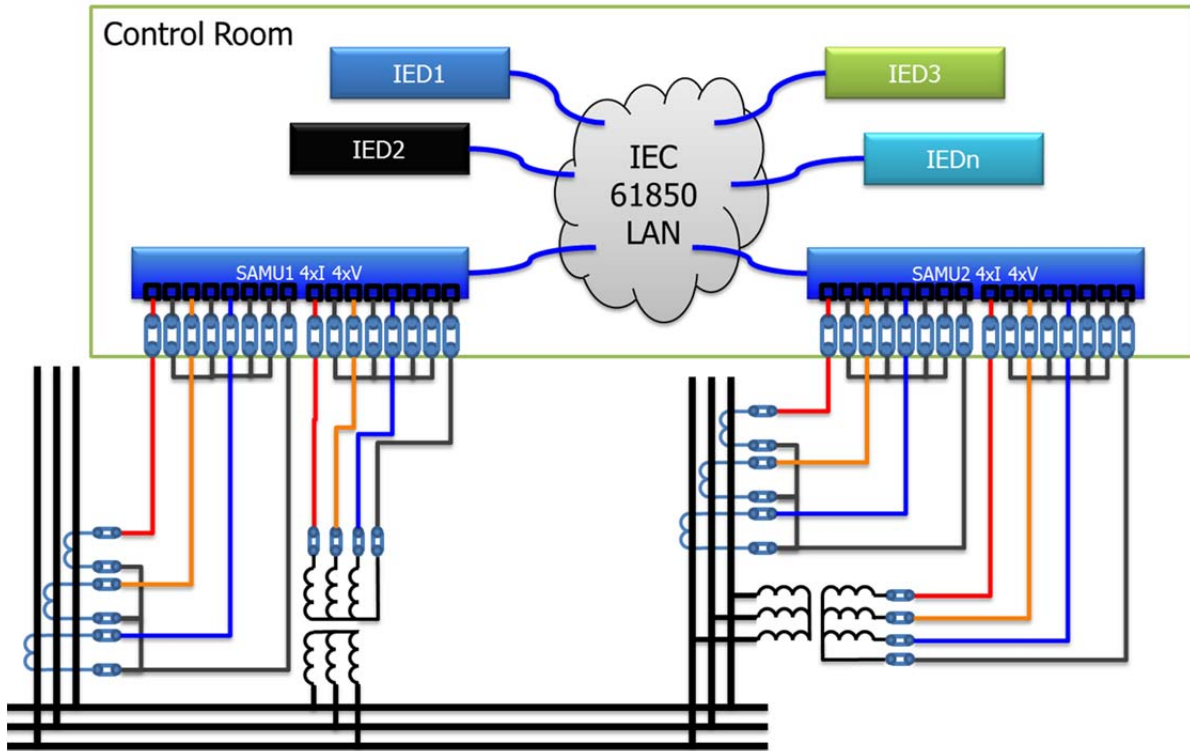 Control Room
IED1
IED3
IED2
IEDn
IEC
61850
LAN
SAMU1 4xI 4xV
SAMU2 4xI 4xV